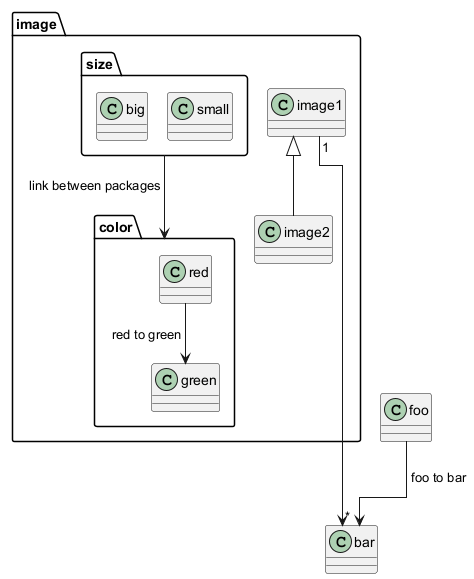 image
size
C big
C small
C image1
1
link between packages
C image2
color
C red
red to green
C green
C foo
foo to bar
*
C bar